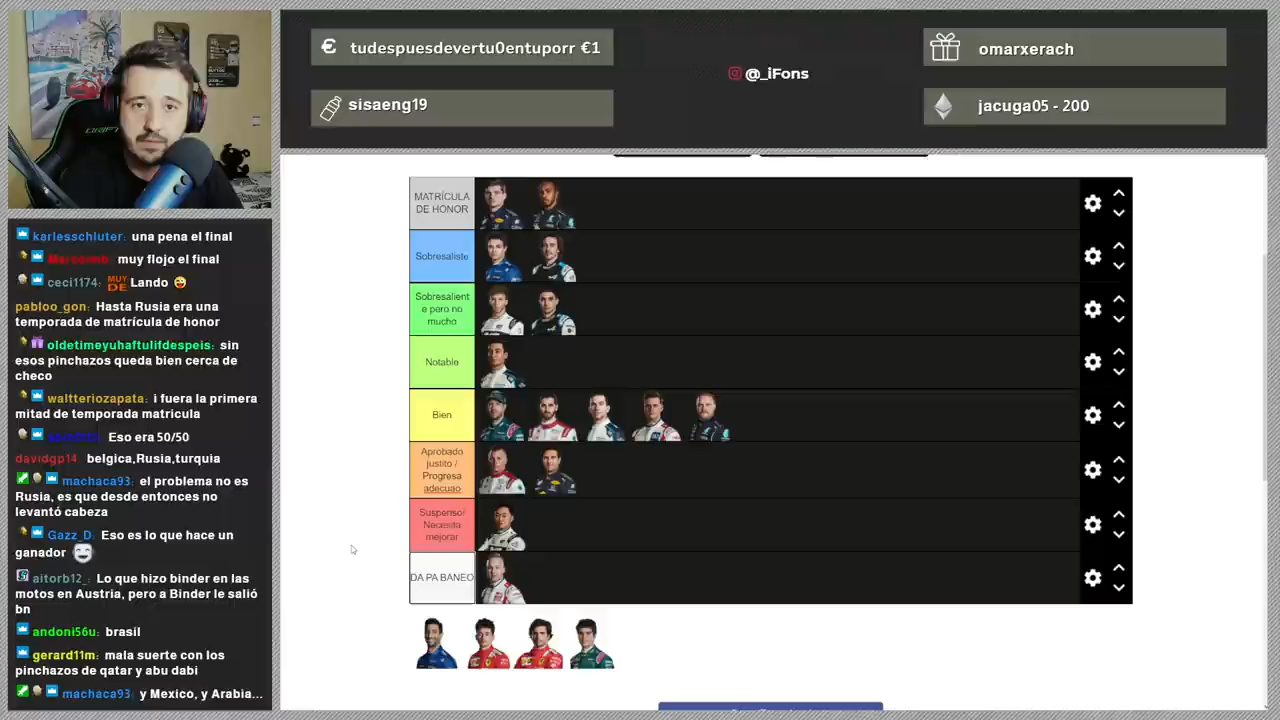 € tudespuesdevertu0entuporr €1
sisaeng19
@_iFons
omarxerach
jacuga05 - 200
karlesschluter: una pena el final
muy flojo el final
ceci1174: MUY DE Lando
pabloo_gon: Hasta Rusia era una
temporada de matrícula de honor
oldetimeyuhaftulifdespeis: sin
esos pinchazos queda bien cerca de
checo
waltteriozapata: i fuera la primera
mitad de temporada matricula
Eso era 50/50
davidgp14 belgica,Rusia,turquia
machaca93: el problema no es
Rusia, es que desde entonces no
levantó cabeza
Gazz_D: Eso es lo que hace un
ganador
aitorb12_: Lo que hizo binder en las
motos en Austria, pero a Binder le salió
bn
andoni56u: brasil
gerard11m: mala suerte con los
pinchazos de qatar y abu dabi
machaca93: y Mexico, y Arabia...
MATRÍCULA
DE HONOR
Sobresaliste
Sobresalient
e pero no
mucho
Notable
Bien
Aprobado
justito /
Progresa
adecuao
Suspenso/
Necesita
mejorar
DA PA BANEO